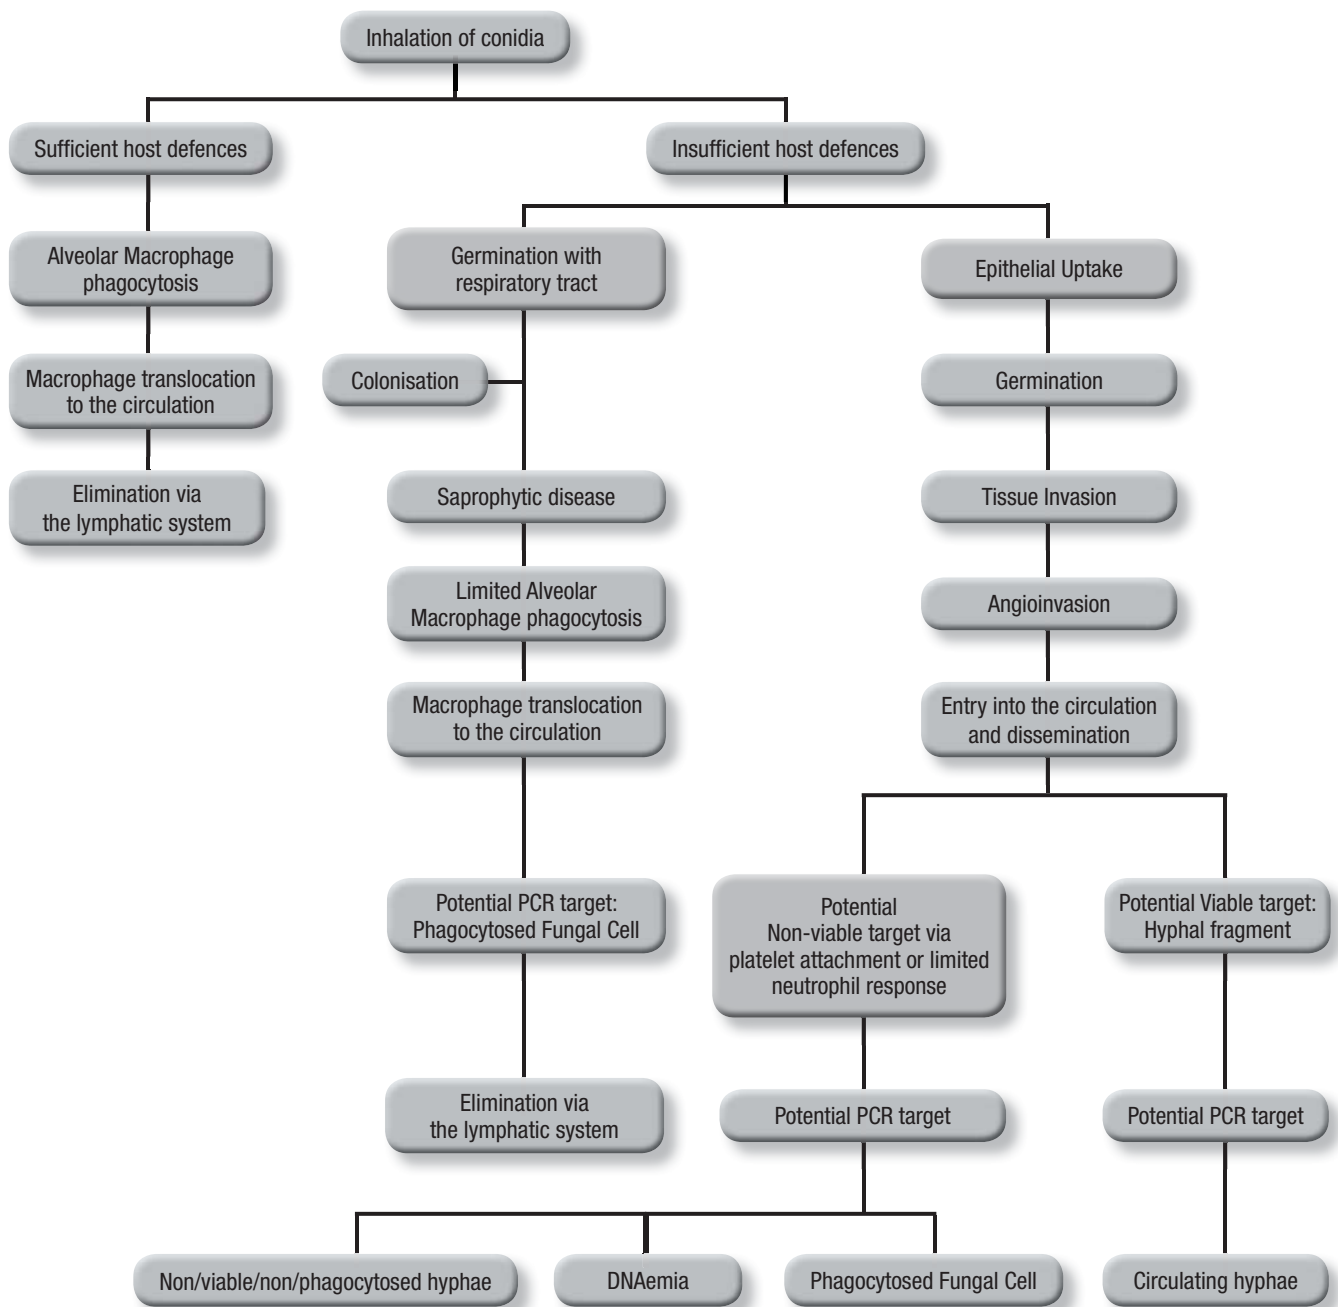 Inhalation of conidia
Sufficient host defences
Insufficient host defences
Alveolar Macrophage
phagocytosis
Germination with
respiratory tract
Epithelial Uptake
Macrophage translocation
to the circulation
Colonisation
Germination
Elimination via
the lymphatic system
Saprophytic disease
Tissue Invasion
Limited Alveolar
Macrophage phagocytosis
Angioinvasion
Macrophage translocation
to the circulation
Entry into the circulation
and dissemination
Potential PCR target:
Phagocytosed Fungal Cell
Potential
Non-viable target via
platelet attachment or limited
neutrophil response
Potential Viable target:
Hyphal fragment
Elimination via
the lymphatic system
Potential PCR target
Potential PCR target
Non/viable/non/phagocytosed hyphae
DNAemia
Phagocytosed Fungal Cell
Circulating hyphae